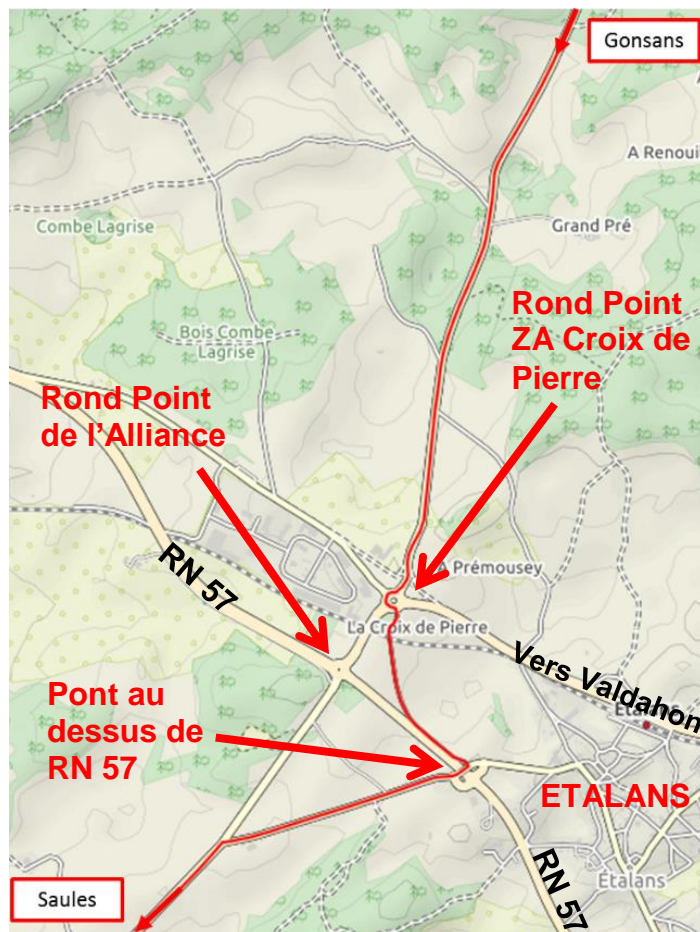 Gonsans
A Renoui
Combe Lagrise
Grand Pré
Rond Point
ZA Croix de
Pierre
Bois Combe
Lagrise
Rond Point
de l'Alliance
RN 57
A Prémousey
La Croix de Pierre
Vers Valdahon
Pont au
dessus de
RN 57
ETALANS
RN 57
Étalans
Saules